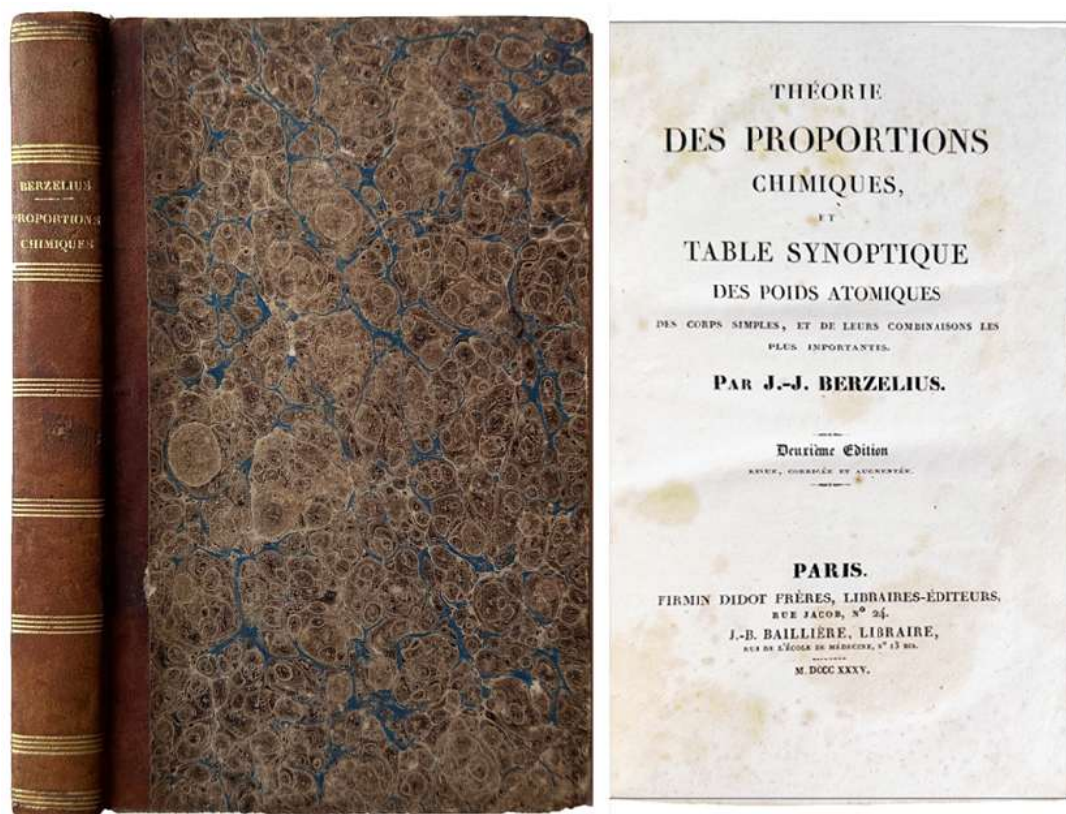 BERZELIUS
PROPORTIONS
CHIMIQUES
THÉORIE
DES PROPORTIONS
CHIMIQUES,
ET
TABLE SYNOPTIQUE
DES POIDS ATOMIQUES
DES CORPS SIMPLES, ET DE LEURS COMBINAISONS LES
PLUS IMPORTANTES.
PAR J.-J. BERZELIUS.
Deuxième Edition
REVUE, CORRIGÉE ET AUGMENTÉE.
PARIS.
FIRMIN DIDOT FRÈRES, LIBRAIRES-ÉDITEURS,
RUE JACOB, Nº 24.
J.-B. BAILLIÈRE, LIBRAIRE,
RUE DE L'ÉCOLE DE MÉDECINE, Nº 13 BIS.
M. DCCC XXXV.